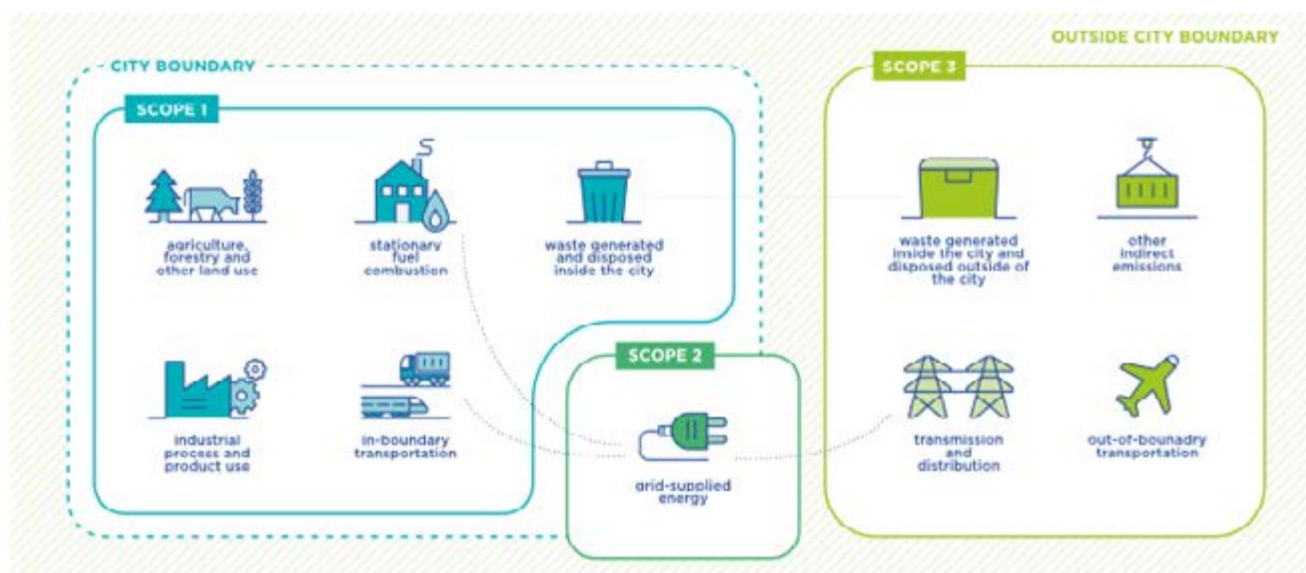 OUTSIDE CITY BOUNDARY
CITY BOUNDARY
SCOPE 3
SCOPE 1
agriculture,
forestry and
other land use
stationary
fuel
combustion
waste generated
and disposed
inside the city
waste generated
inside the city and
disposed outside of
the city
other
indirect
emissions
SCOPE 2
industrial
process and
product use
in-boundary
transportation
grid-supplied
energy
transmission
and
distribution
out-of-bounadry
transportation